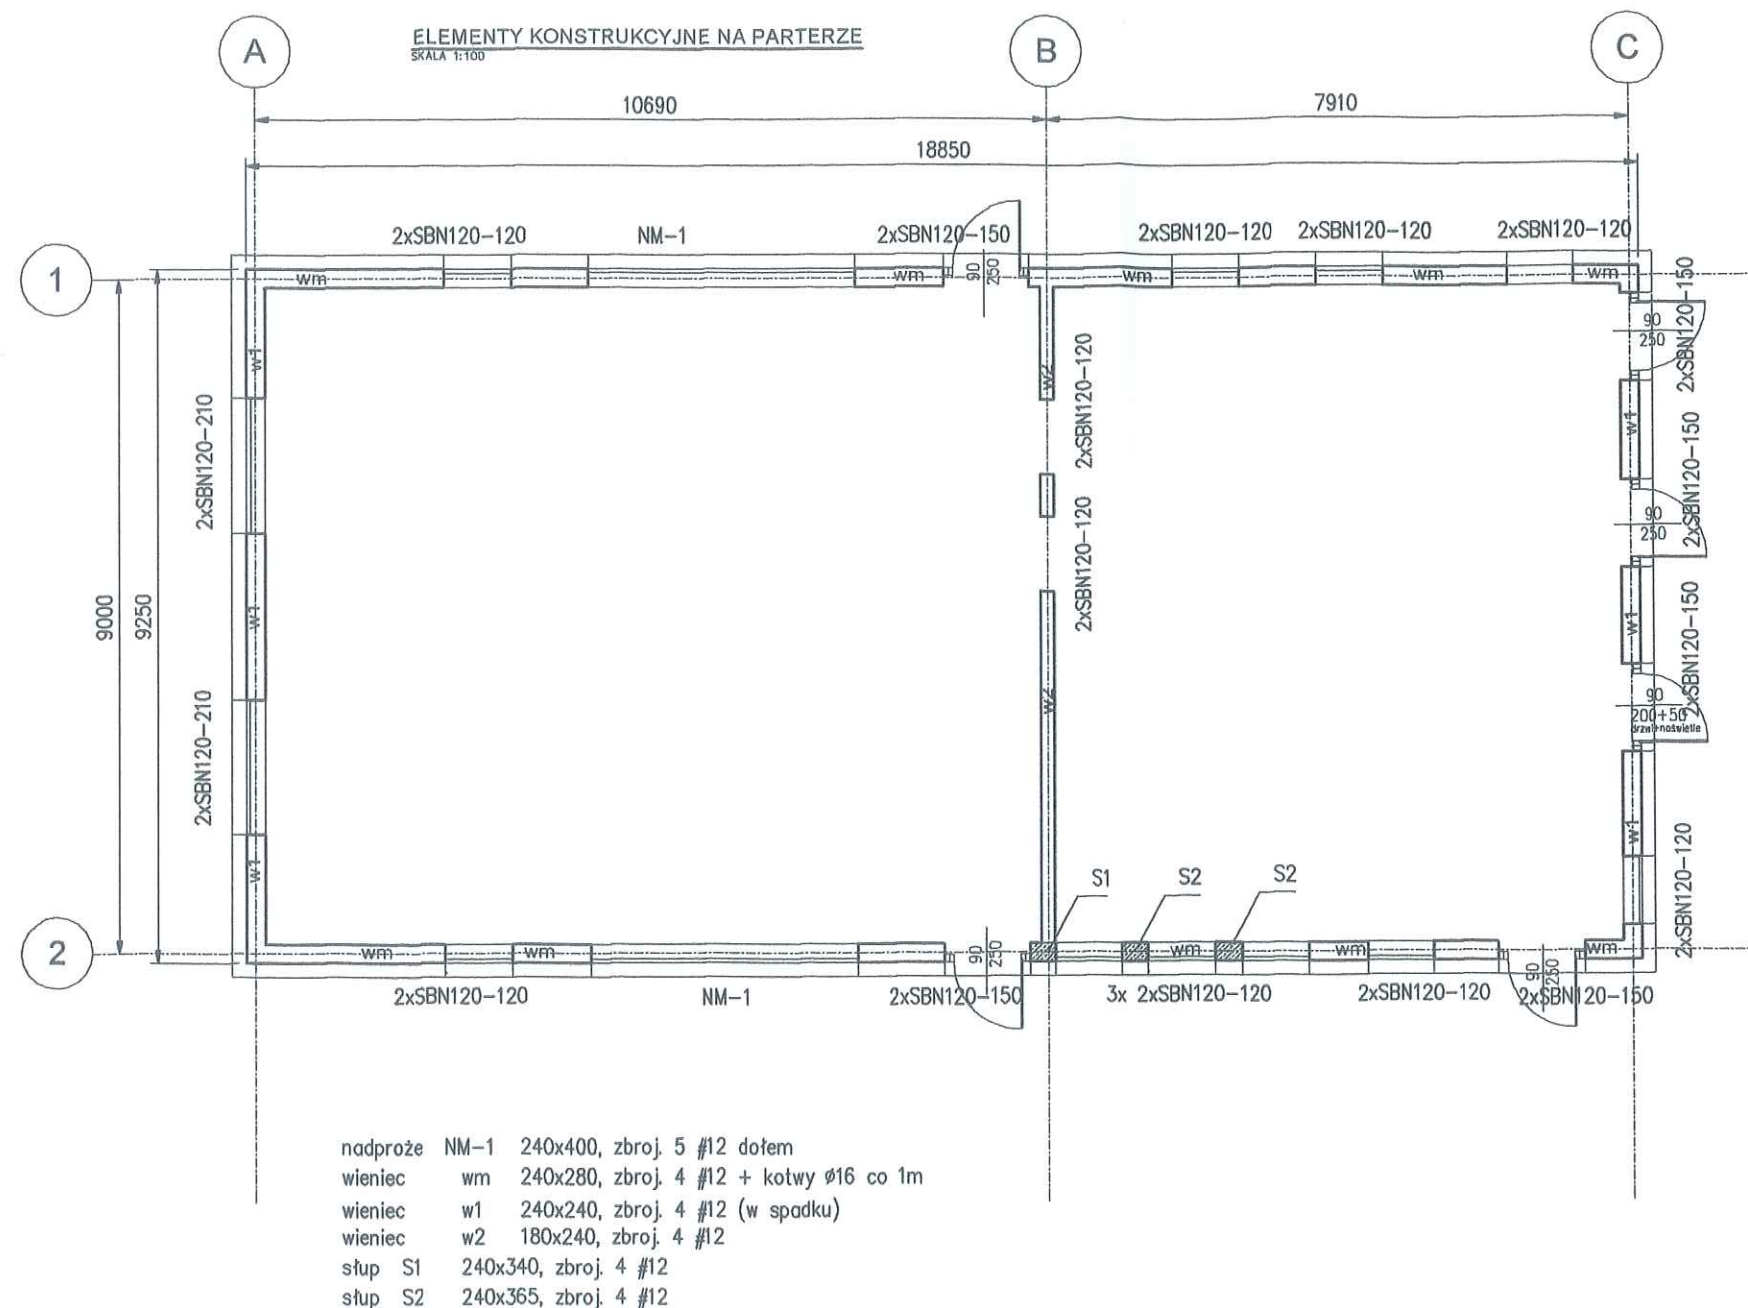 ELEMENTY KONSTRUKCYJNE NA PARTERZE
SKALA 1:100
A
B
C
10690
7910
18850
2xSBN120-120
NM-1
2xSBN120-150
2xSBN120-120
2xSBN120-120
2xSBN120-120
1
wm
wm
90
250
wm
wm
wm
w1
w2
2xSBN120-120
90
250
2xSBN120-150
2xSBN120-210
w1
2xSBN120-150
90
250
2xSBN120-120
9000
9250
w1
w1
2xSBN120-150
2xSBN120-210
w2
90
200+50
drzwi+naświetle
w1
w1
2xSBN120-120
S1
S2
S2
2
wm
wm
90
250
wm
wm
90
250
wm
2xSBN120-120
NM-1
2xSBN120-150
3x 2xSBN120-120
2xSBN120-120
2xSBN120-150
nadproże NM-1 240x400, zbroj. 5 #12 dołem
wieniec wm 240x280, zbroj. 4 #12 + kotwy ø16 co 1m
wieniec w1 240x240, zbroj. 4 #12 (w spadku)
wieniec w2 180x240, zbroj. 4 #12
słup S1 240x340, zbroj. 4 #12
słup S2 240x365, zbroj. 4 #12